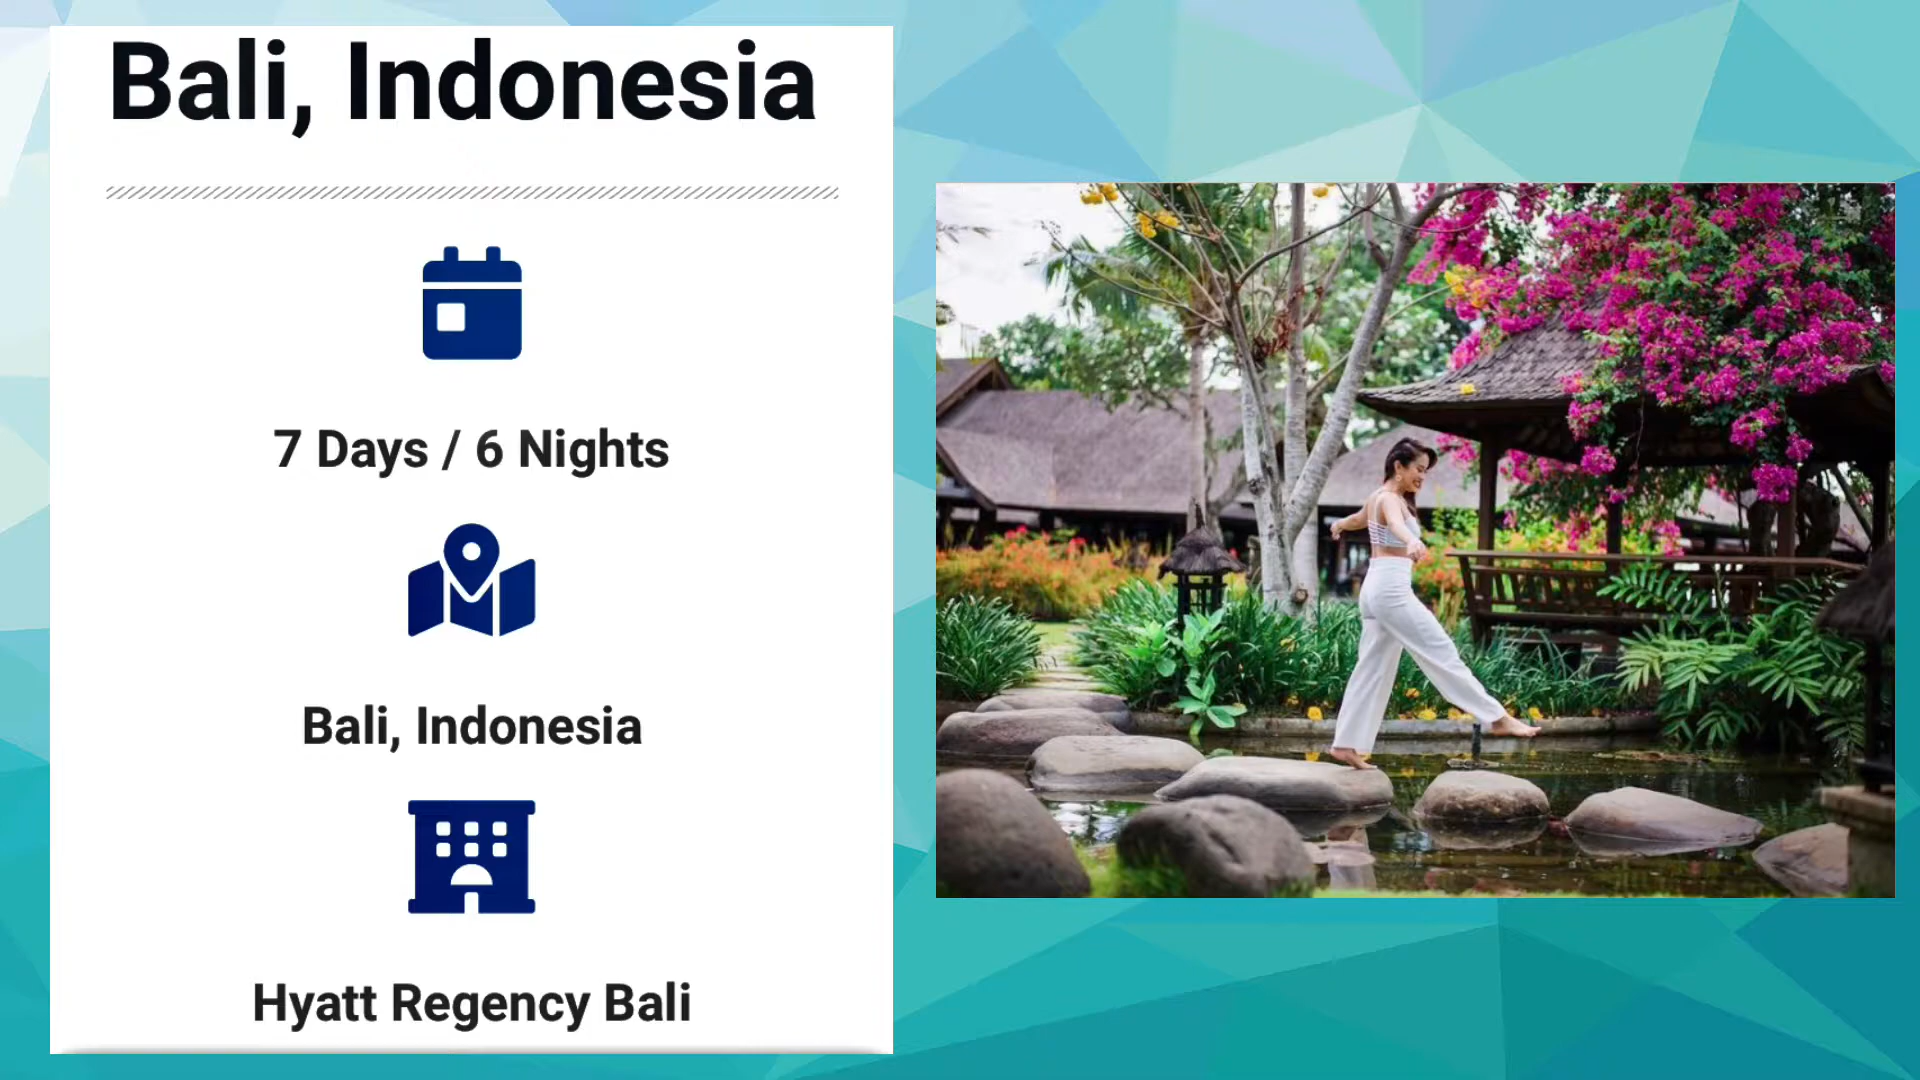 Bali, Indonesia
7 Days / 6 Nights
Bali, Indonesia
Hyatt Regency Bali